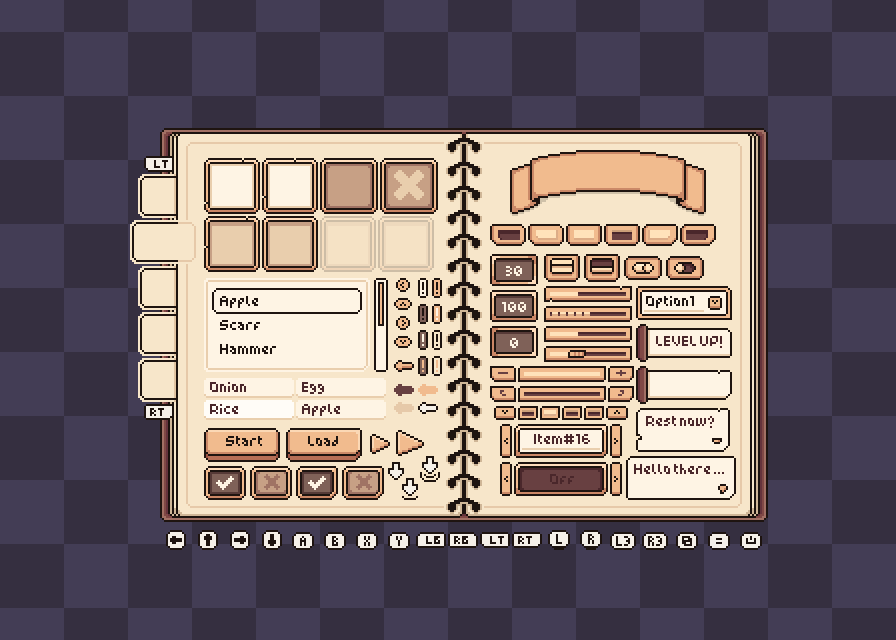 LT
Apple
Scarf
Hammer
Onion Egg
Rice Apple
RT
Start Load
30
100
0
Option1
LEVEL UP!
Rest now?
Item#16
Hello there...
Off
A B X Y LB RB LT RT L R L3 R3